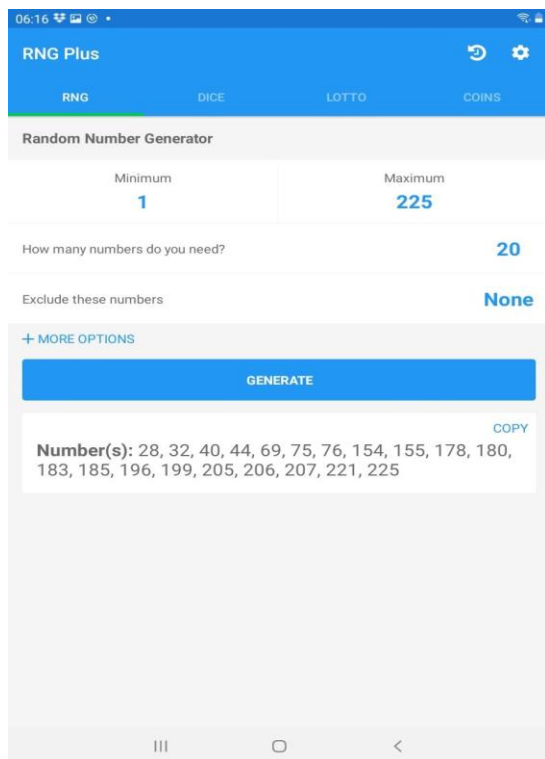 06:16
RNG Plus
RNG DICE LOTTO COINS
Random Number Generator
Minimum Maximum
1 225
How many numbers do you need? 20
Exclude these numbers None
+ MORE OPTIONS
GENERATE
COPY
Number(s): 28, 32, 40, 44, 69, 75, 76, 154, 155, 178, 180,
183, 185, 196, 199, 205, 206, 207, 221, 225